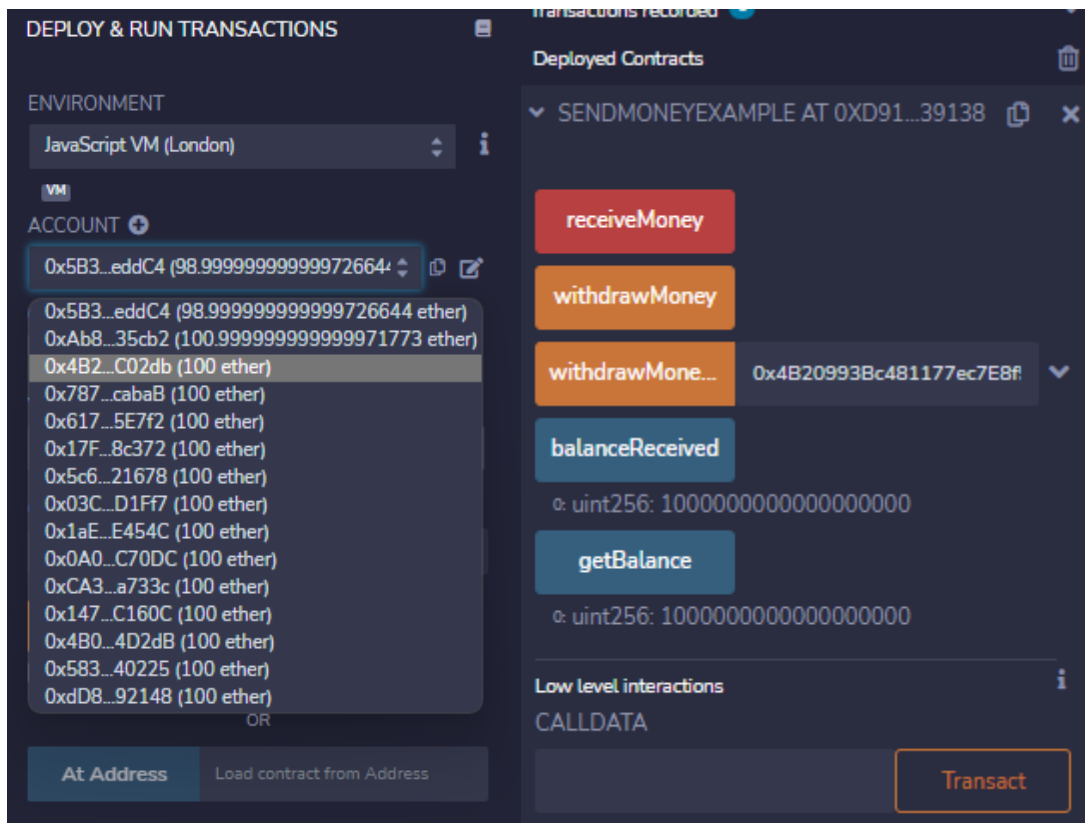 DEPLOY & RUN TRANSACTIONS
ENVIRONMENT
JavaScript VM (London)
VM
ACCOUNT
0x5B3...eddC4 (98.99999999999972664
0x5B3...eddC4 (98.999999999999726644 ether)
0xAb8...35cb2 (100.999999999999971773 ether)
0x4B2...C02db (100 ether)
0x787...cabaB (100 ether)
0x617...5E7f2 (100 ether)
0x17F...8c372 (100 ether)
0x5c6...21678 (100 ether)
0x03C...D1Ff7 (100 ether)
0x1aE...E454C (100 ether)
0x0A0...C70DC (100 ether)
0xCA3...a733c (100 ether)
0x147...C160C (100 ether)
0x4B0...4D2dB (100 ether)
0x583...40225 (100 ether)
0xdD8...92148 (100 ether)
OR
At Address
Load contract from Address
Transactions recorded
Deployed Contracts
SENDMONEYEXAMPLE AT 0XD91...39138
receiveMoney
withdrawMoney
withdrawMone...
0x4B20993Bc481177ec7E8f
balanceReceived
0: uint256: 1000000000000000000
getBalance
0: uint256: 1000000000000000000
Low level interactions
CALLDATA
Transact